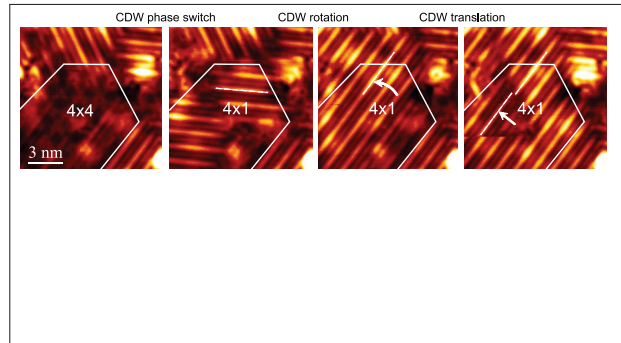 CDW phase switch
CDW rotation
CDW translation
4x4
4x1
4x1
4x1
3 nm